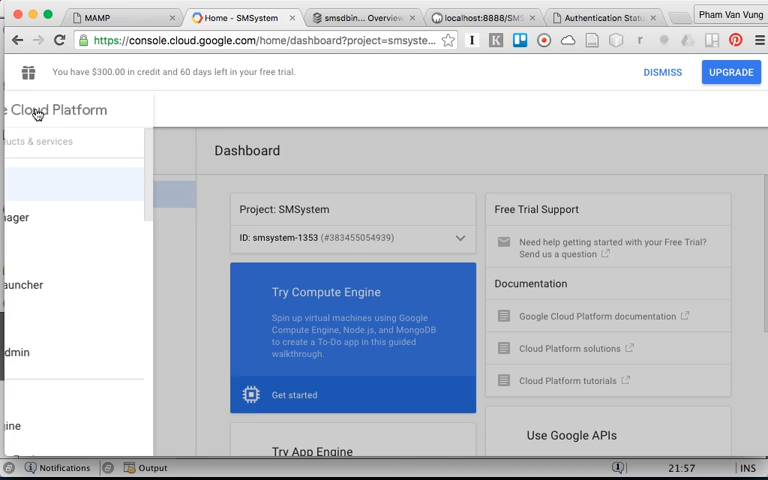 MAMP
Home - SMSystem
smsdbin... Overview
localhost:8888/SMS
Authentication Statu
Pham Van Vung
https://console.cloud.google.com/home/dashboard?project=smsyste...
You have $300.00 in credit and 60 days left in your free trial.
DISMISS
UPGRADE
e Cloud Platform
ucts & services
ager
auncher
dmin
gine
Dashboard
Project: SMSystem
ID: smsystem-1353 (#383455054939)
Try Compute Engine
Spin up virtual machines using Google
Compute Engine, Node.js, and MongoDB
to create a To-Do app in this guided
walkthrough.
Get started
Try App Engine
Free Trial Support
Need help getting started with your Free Trial?
Send us a question
Documentation
Google Cloud Platform documentation
Cloud Platform solutions
Cloud Platform tutorials
Use Google APIs
Notifications
Output
21:57
INS